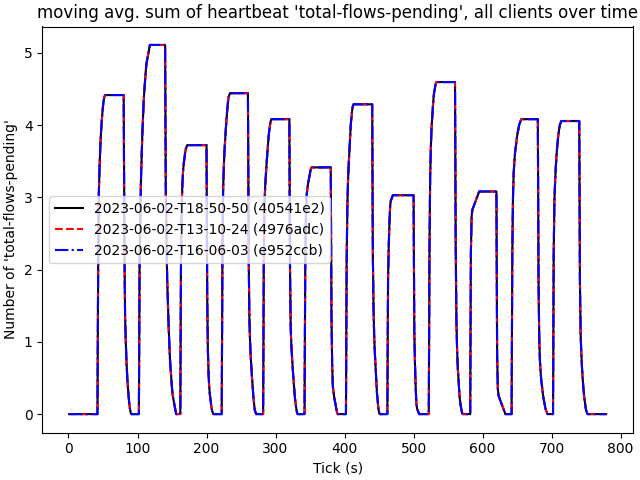 moving avg. sum of heartbeat 'total-flows-pending', all clients over time
Number of 'total-flows-pending'
5
4
3
2
1
0
2023-06-02-T18-50-50 (40541e2)
2023-06-02-T13-10-24 (4976adc)
2023-06-02-T16-06-03 (e952ccb)
0 100 200 300 400 500 600 700 800
Tick (s)